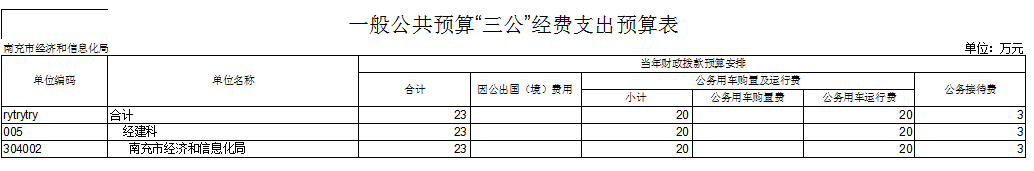 一般公共预算“三公”经费支出预算表
南充市经济和信息化局 单位：万元
单位编码 单位名称 当年财政拨款预算安排
合计 因公出国（境）费用 公务用车购置及运行费 公务接待费
小计 公务用车购置费 公务用车运行费
rytrytry 合计 23 20 20 3
005 经建科 23 20 20 3
304002 南充市经济和信息化局 23 20 20 3